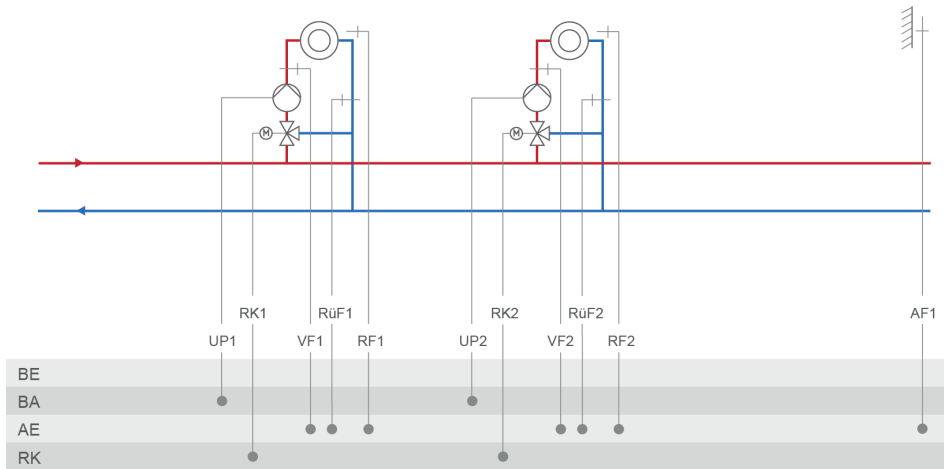 M M
RK1 RüF1 RK2 RüF2 AF1
UP1 VF1 RF1 UP2 VF2 RF2
BE
BA
AE
RK